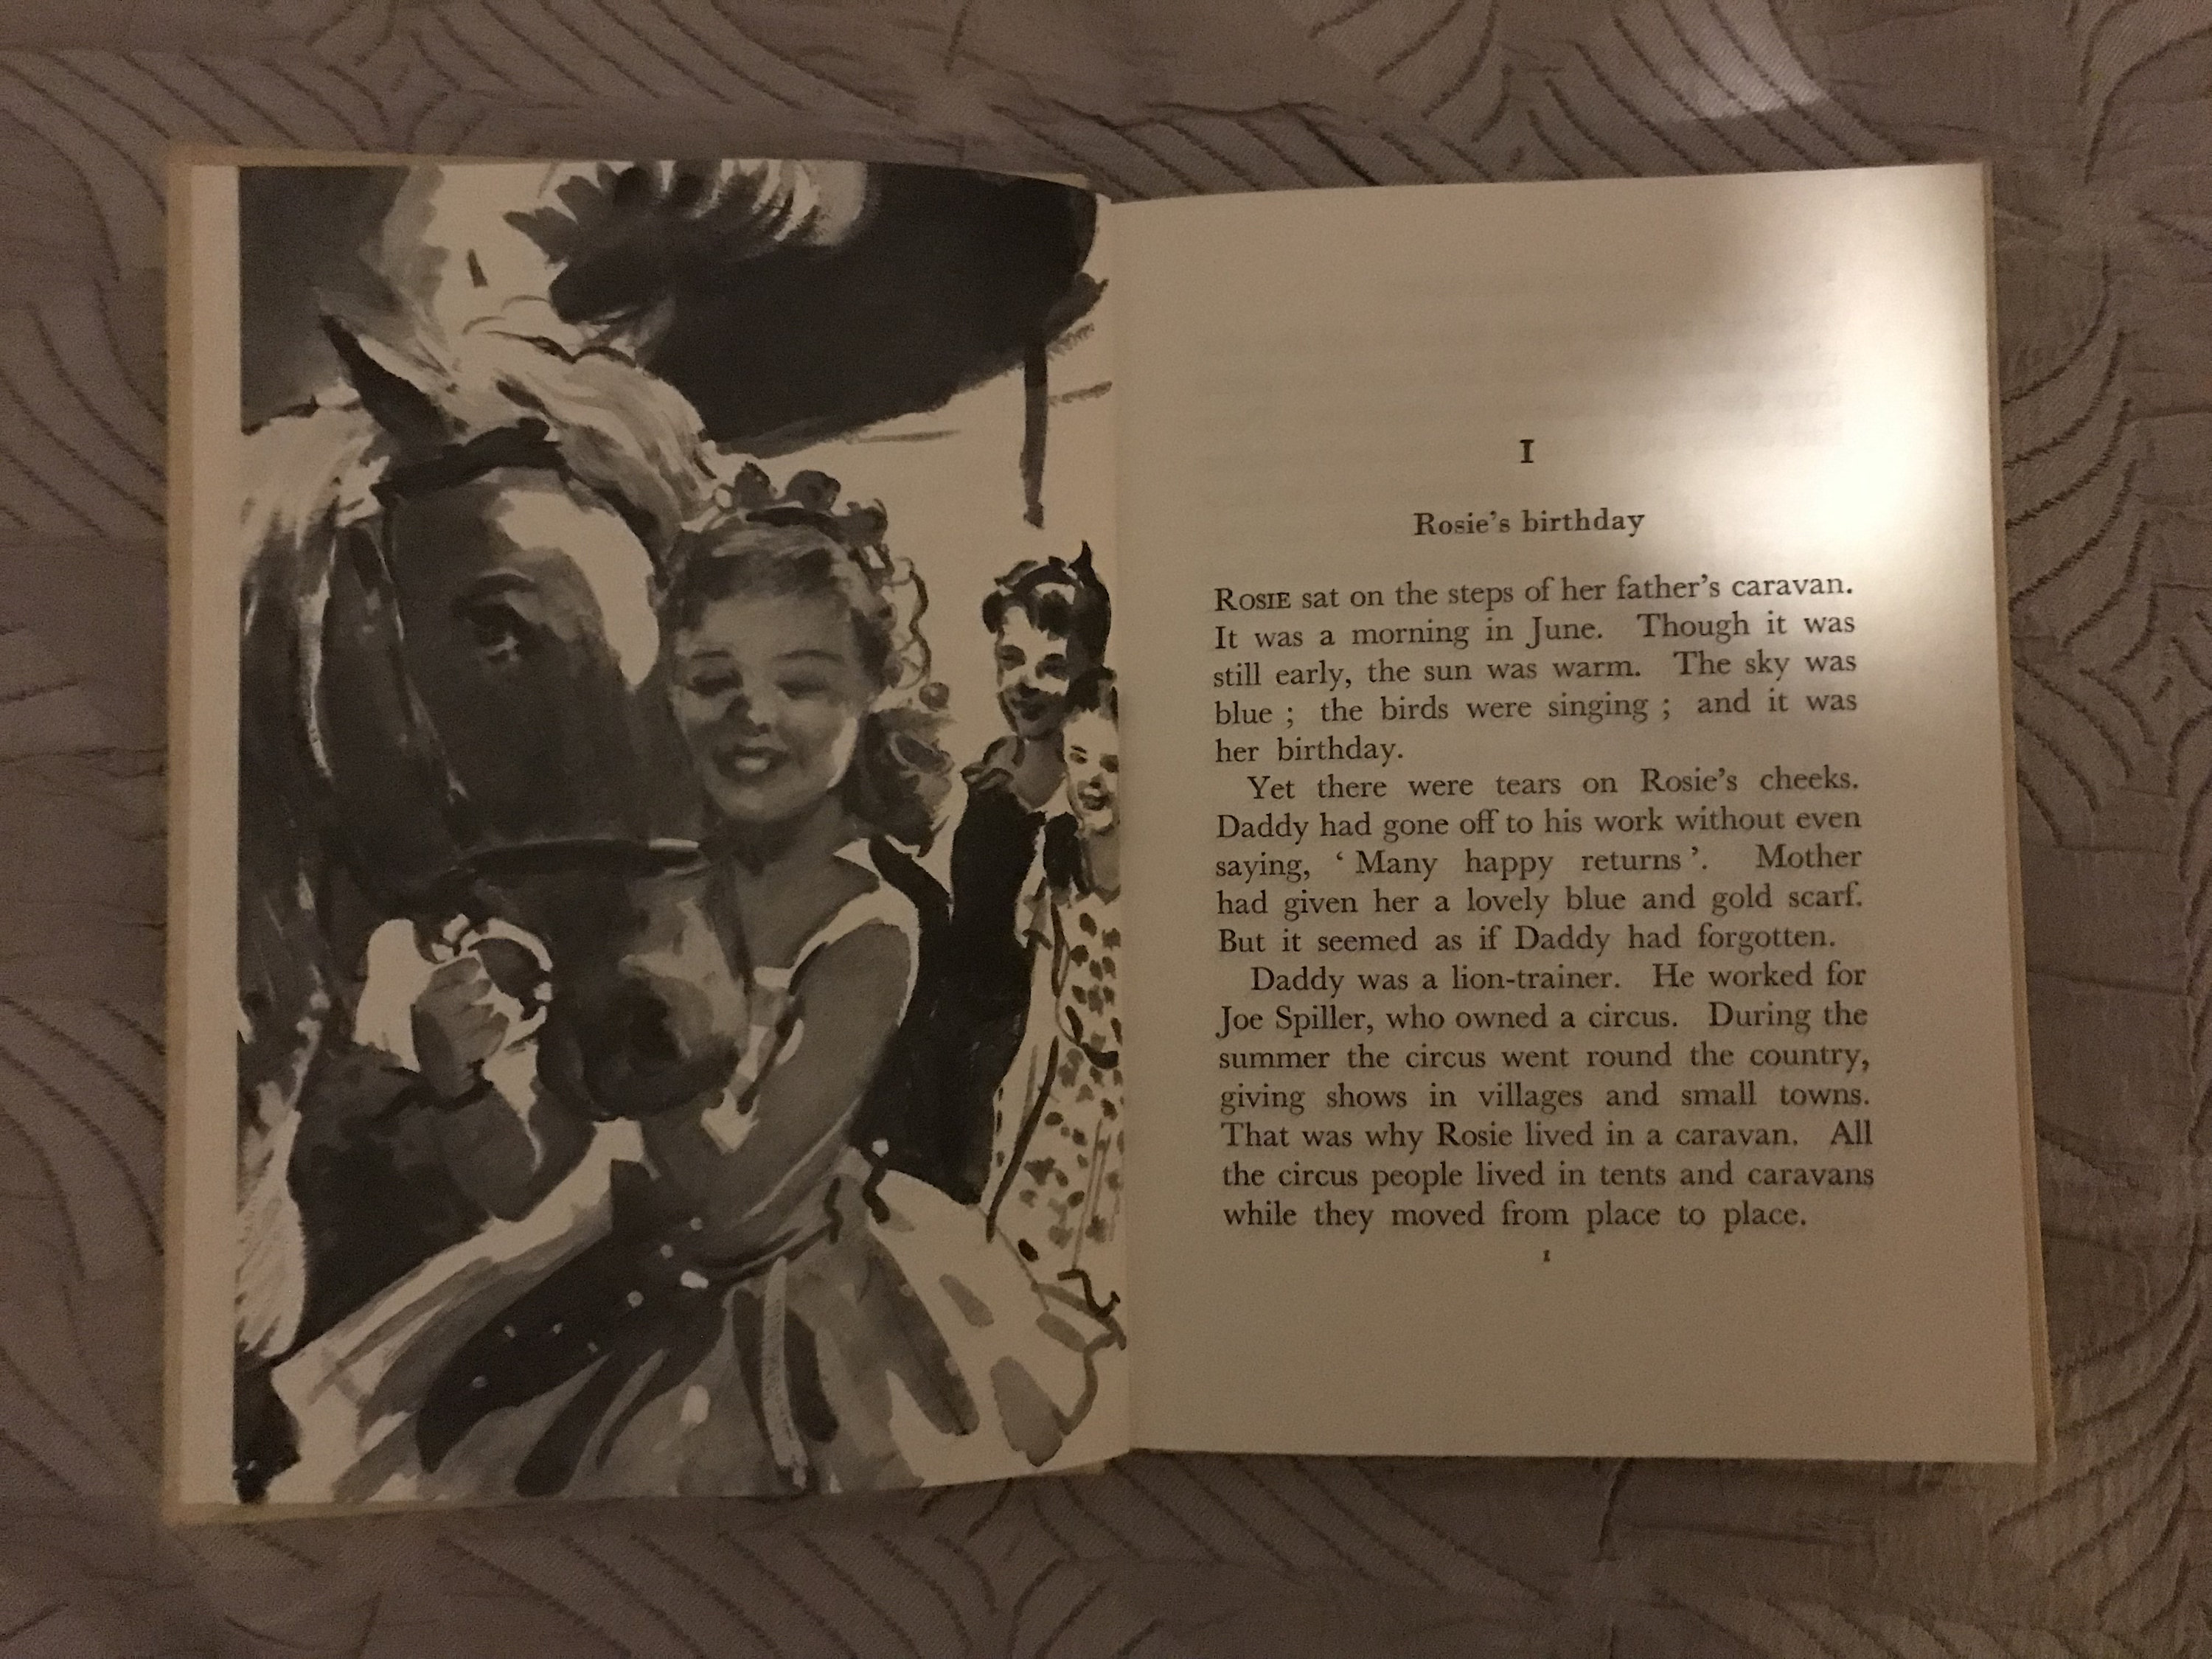 I
Rosie's birthday
ROSIE sat on the steps of her father's caravan.
It was a morning in June. Though it was
still early, the sun was warm. The sky was
blue ; the birds were singing ; and it was
her birthday.
Yet there were tears on Rosie's cheeks.
Daddy had gone off to his work without even
saying, ‘ Many happy returns ’. Mother
had given her a lovely blue and gold scarf.
But it seemed as if Daddy had forgotten.
Daddy was a lion-trainer. He worked for
Joe Spiller, who owned a circus. During the
summer the circus went round the country,
giving shows in villages and small towns.
That was why Rosie lived in a caravan. All
the circus people lived in tents and caravans
while they moved from place to place.
1